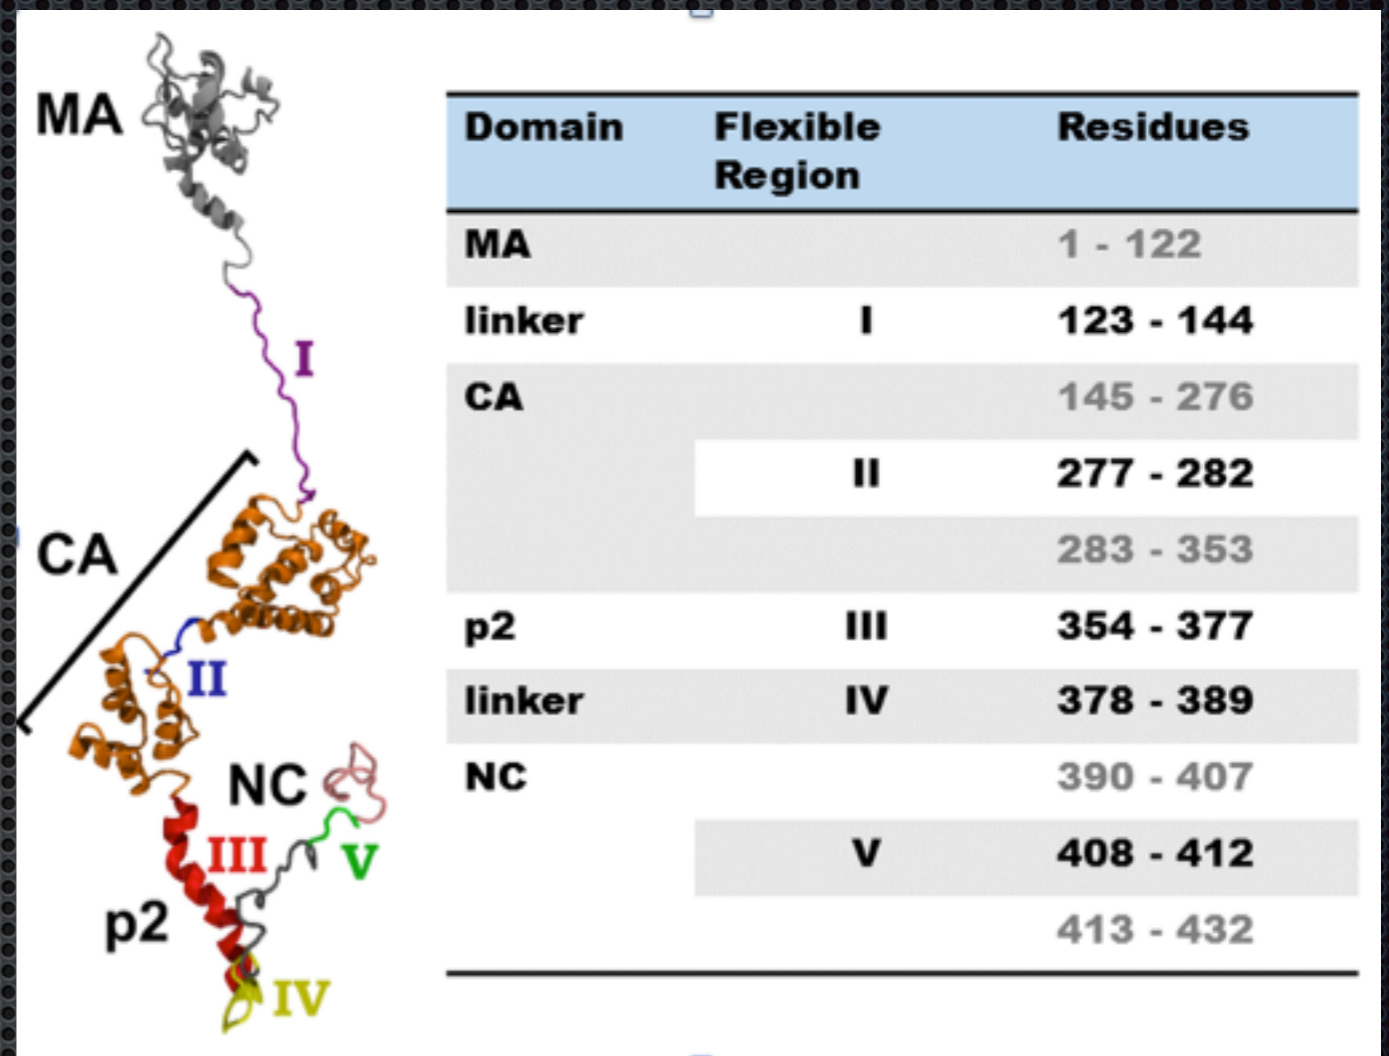 MA
I
CA
II
NC
III
V
p2
IV
Domain Flexible Region Residues
MA 1 - 122
linker I 123 - 144
CA 145 - 276
II 277 - 282
283 - 353
p2 III 354 - 377
linker IV 378 - 389
NC 390 - 407
V 408 - 412
413 - 432